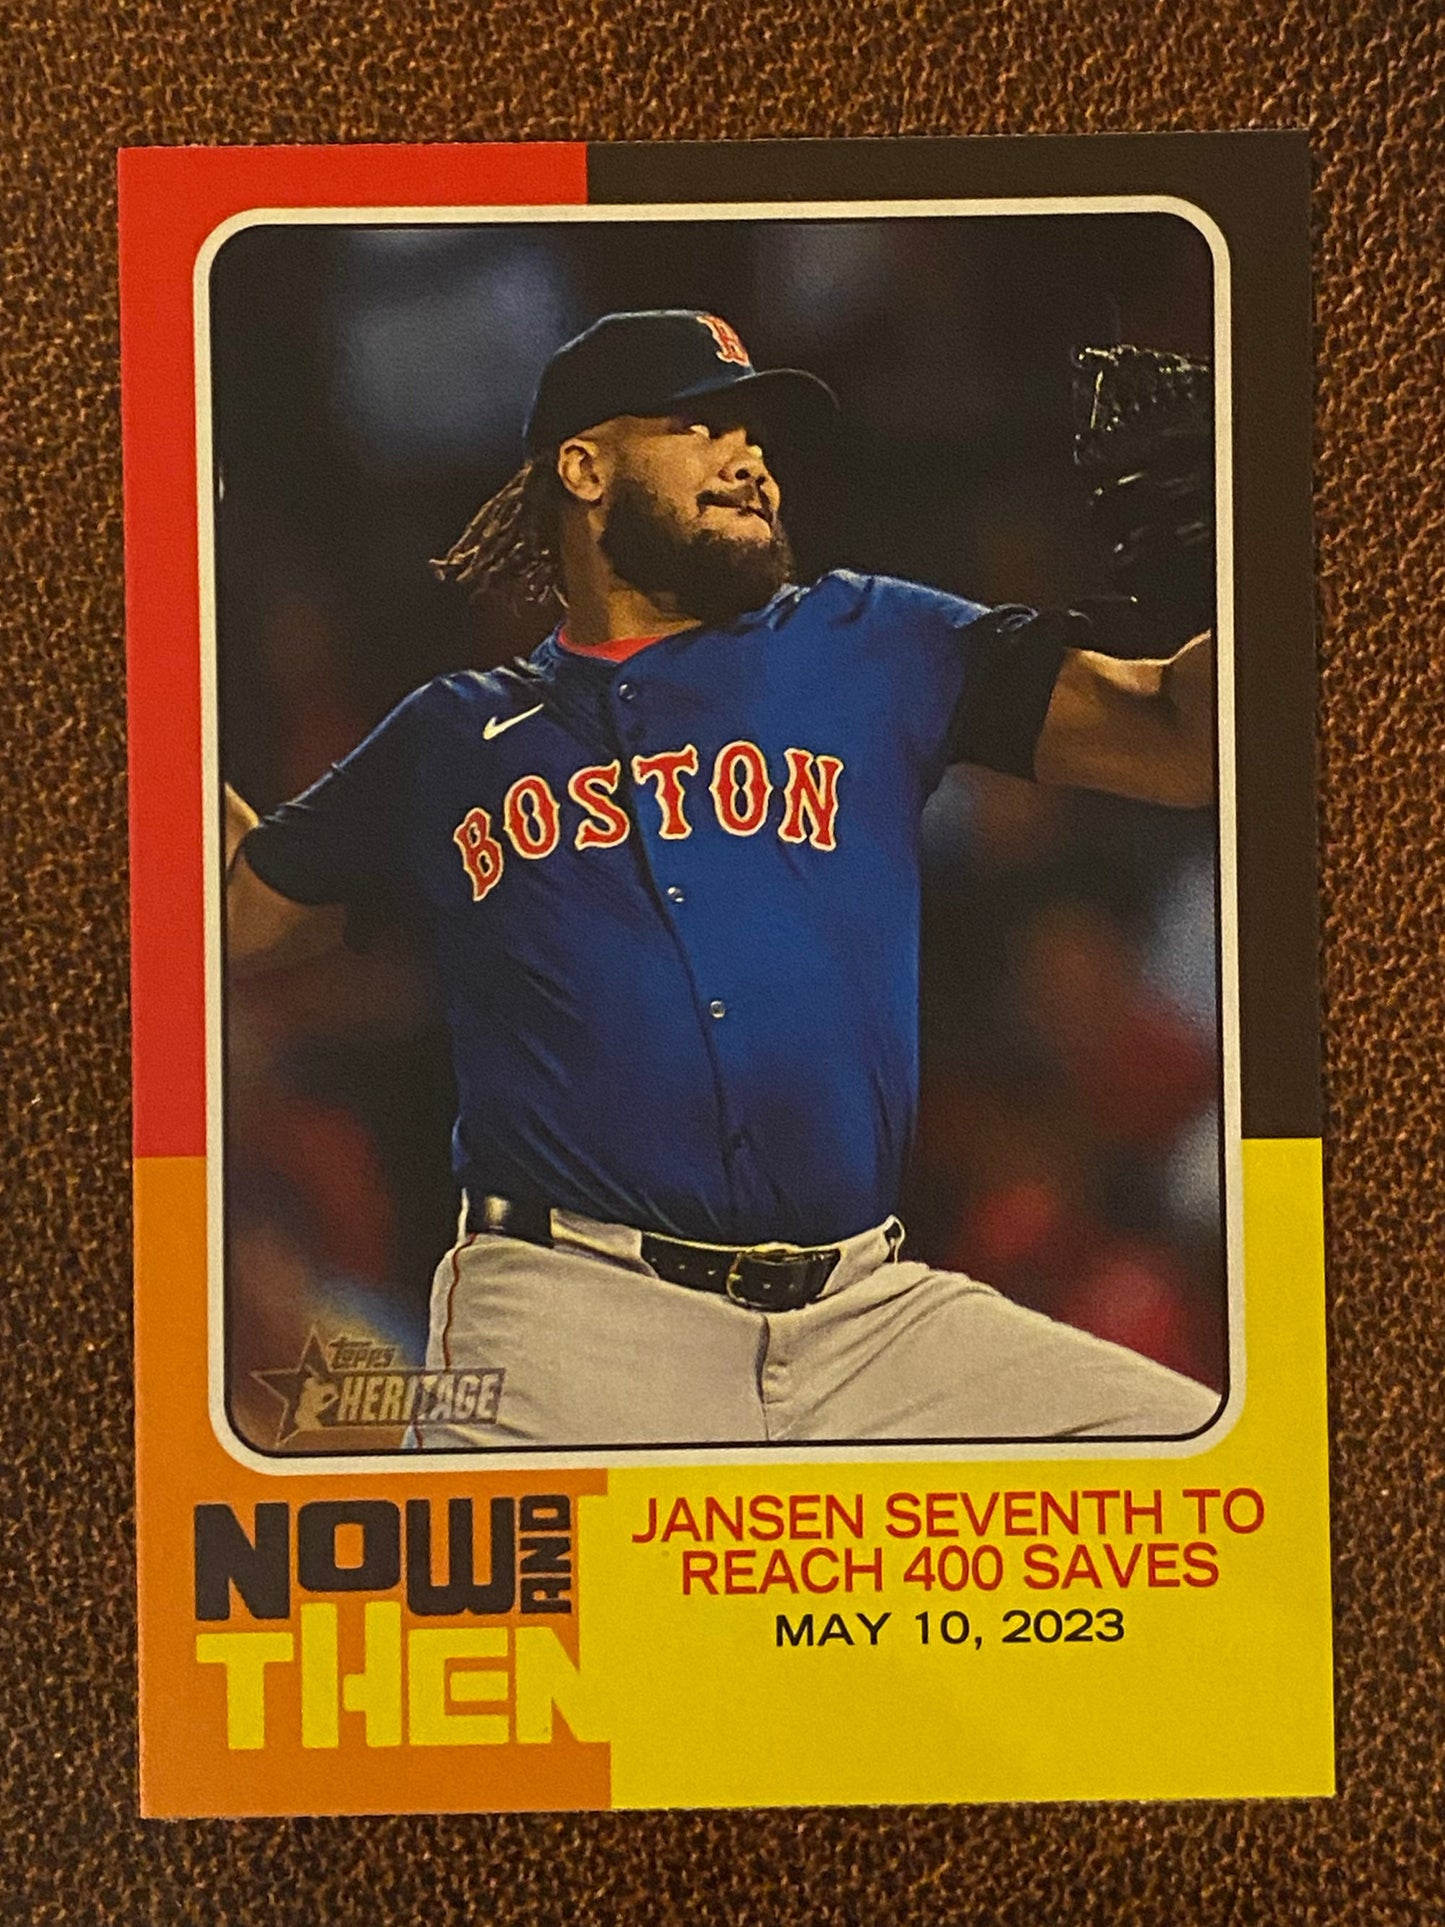 B
BOSTON
topps
HERITAGE
NOW AND
THEN
JANSEN SEVENTH TO
REACH 400 SAVES
MAY 10, 2023